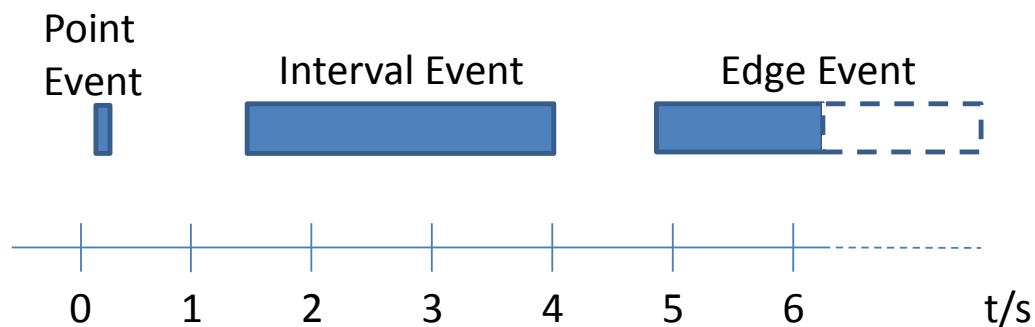 Point
Event
Interval Event
Edge Event
0 1 2 3 4 5 6 t/s